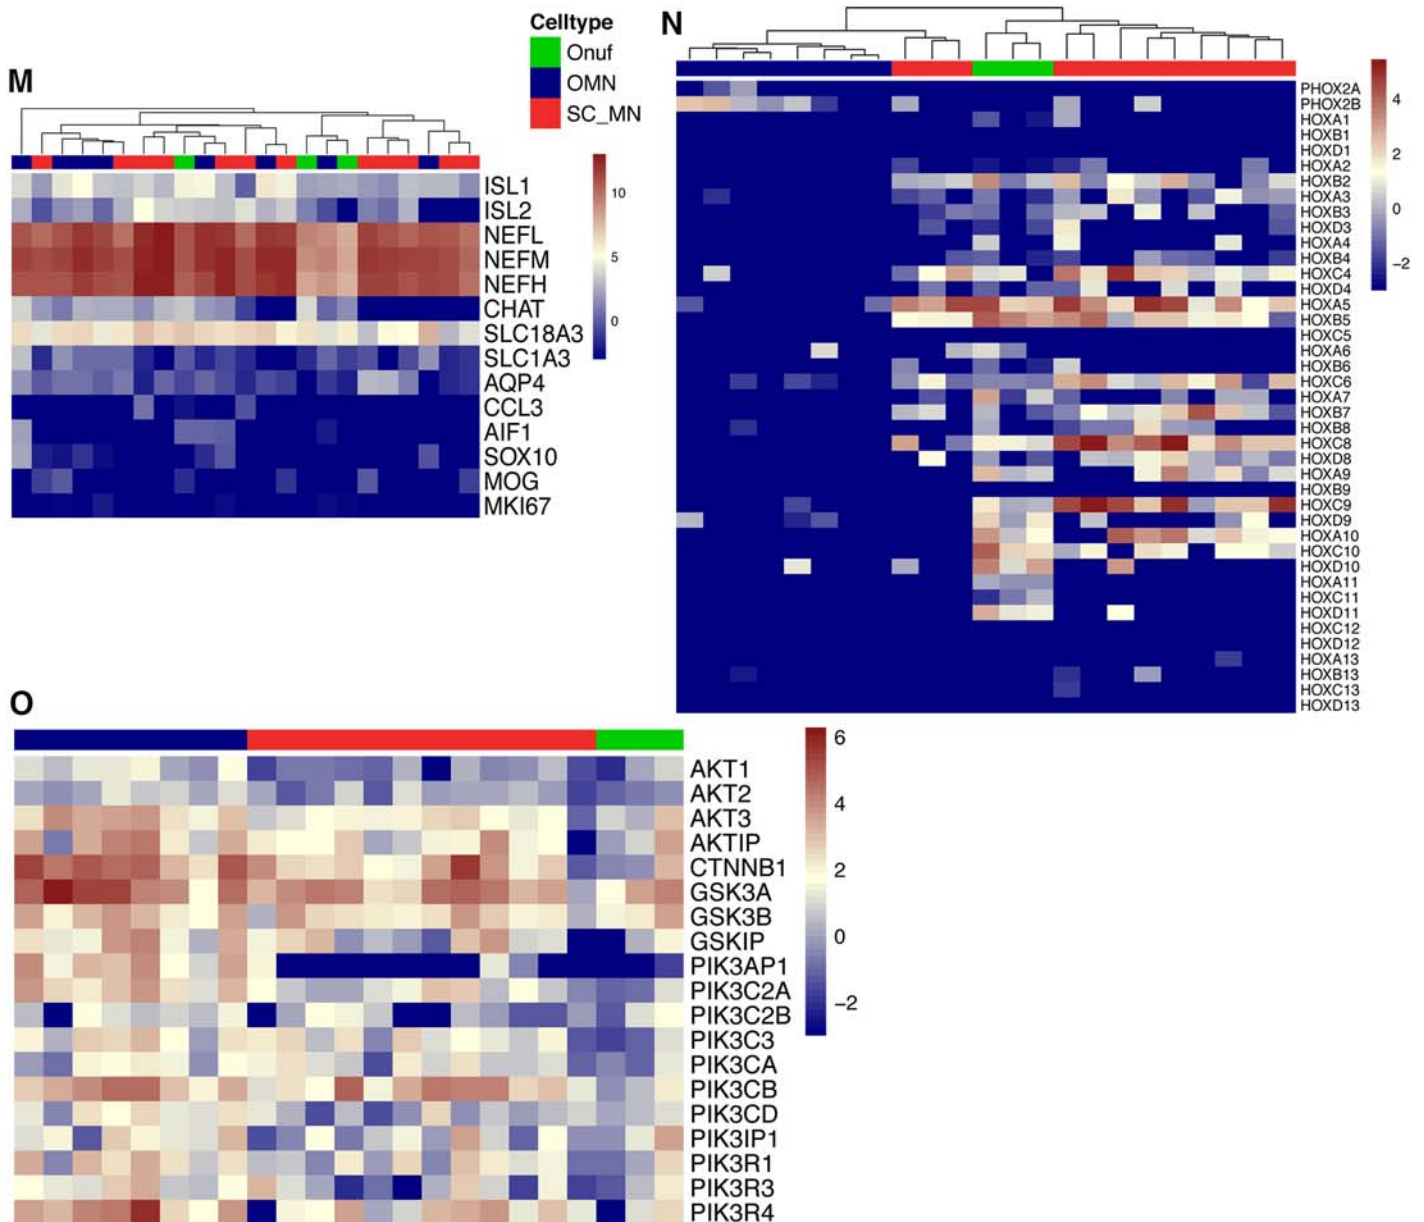 Celltype
Onuf
OMN
SC_MN
M
ISL1
ISL2
NEFL
NEFM
NEFH
CHAT
SLC18A3
SLC1A3
AQP4
CCL3
AIF1
SOX10
MOG
MKI67
10
5
0
N
PHOX2A
PHOX2B
HOXA1
HOXB1
HOXD1
HOXA2
HOXB2
HOXA3
HOXB3
HOXD3
HOXA4
HOXB4
HOXC4
HOXD4
HOXA5
HOXB5
HOXC5
HOXA6
HOXB6
HOXC6
HOXA7
HOXB7
HOXB8
HOXC8
HOXD8
HOXA9
HOXB9
HOXC9
HOXD9
HOXA10
HOXC10
HOXD10
HOXA11
HOXC11
HOXD11
HOXC12
HOXD12
HOXA13
HOXB13
HOXC13
HOXD13
4
2
0
−2
O
AKT1
AKT2
AKT3
AKTIP
CTNNB1
GSK3A
GSK3B
GSKIP
PIK3AP1
PIK3C2A
PIK3C2B
PIK3C3
PIK3CA
PIK3CB
PIK3CD
PIK3IP1
PIK3R1
PIK3R3
PIK3R4
6
4
2
0
−2